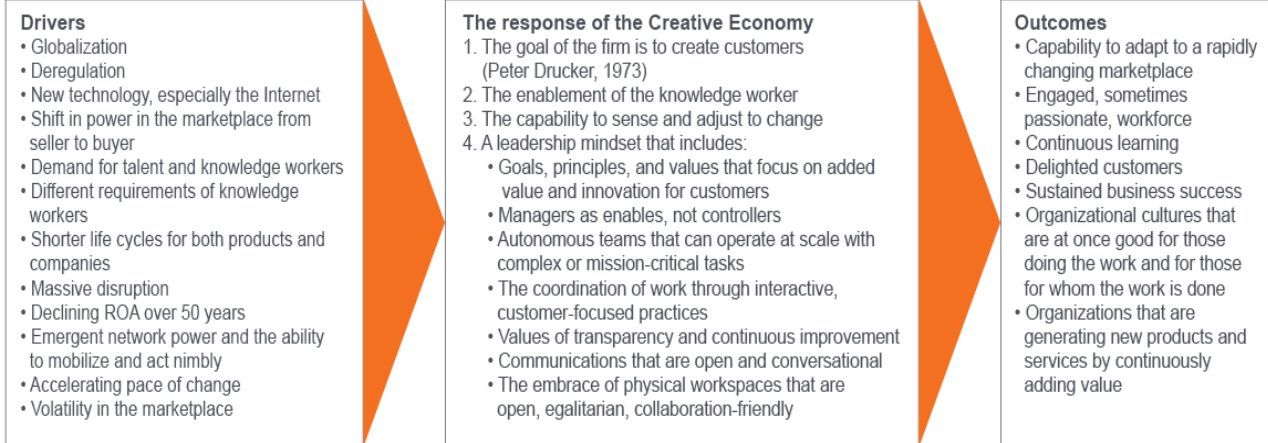 Drivers
• Globalization
• Deregulation
• New technology, especially the Internet
• Shift in power in the marketplace from
seller to buyer
• Demand for talent and knowledge workers
• Different requirements of knowledge
workers
• Shorter life cycles for both products and
companies
• Massive disruption
• Declining ROA over 50 years
• Emergent network power and the ability
to mobilize and act nimbly
• Accelerating pace of change
• Volatility in the marketplace
The response of the Creative Economy
1. The goal of the firm is to create customers
(Peter Drucker, 1973)
2. The enablement of the knowledge worker
3. The capability to sense and adjust to change
4. A leadership mindset that includes:
• Goals, principles, and values that focus on added
value and innovation for customers
• Managers as enables, not controllers
• Autonomous teams that can operate at scale with
complex or mission-critical tasks
• The coordination of work through interactive,
customer-focused practices
• Values of transparency and continuous improvement
• Communications that are open and conversational
• The embrace of physical workspaces that are
open, egalitarian, collaboration-friendly
Outcomes
• Capability to adapt to a rapidly
changing marketplace
• Engaged, sometimes
passionate, workforce
• Continuous learning
• Delighted customers
• Sustained business success
• Organizational cultures that
are at once good for those
doing the work and for those
for whom the work is done
• Organizations that are
generating new products and
services by continuously
adding value